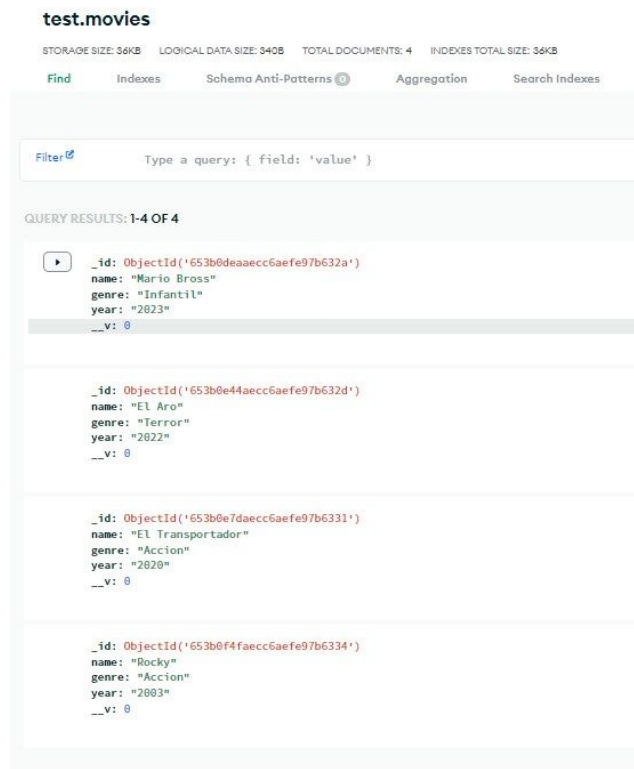 test.movies
STORAGE SIZE: 36KB LOGICAL DATA SIZE: 340B TOTAL DOCUMENTS: 4 INDEXES TOTAL SIZE: 36KB
Find Indexes Schema Anti-Patterns 0 Aggregation Search Indexes
Filter Type a query: { field: 'value' }
QUERY RESULTS: 1-4 OF 4
_id: ObjectId('653b0deaaecc6aefe97b632a')
name: "Mario Bross"
genre: "Infantil"
year: "2023"
__v: 0
_id: ObjectId('653b0e44aecc6aefe97b632d')
name: "El Aro"
genre: "Terror"
year: "2022"
__v: 0
_id: ObjectId('653b0e7daecc6aefe97b6331')
name: "El Transportador"
genre: "Accion"
year: "2020"
__v: 0
_id: ObjectId('653b0f4faecc6aefe97b6334')
name: "Rocky"
genre: "Accion"
year: "2003"
__v: 0